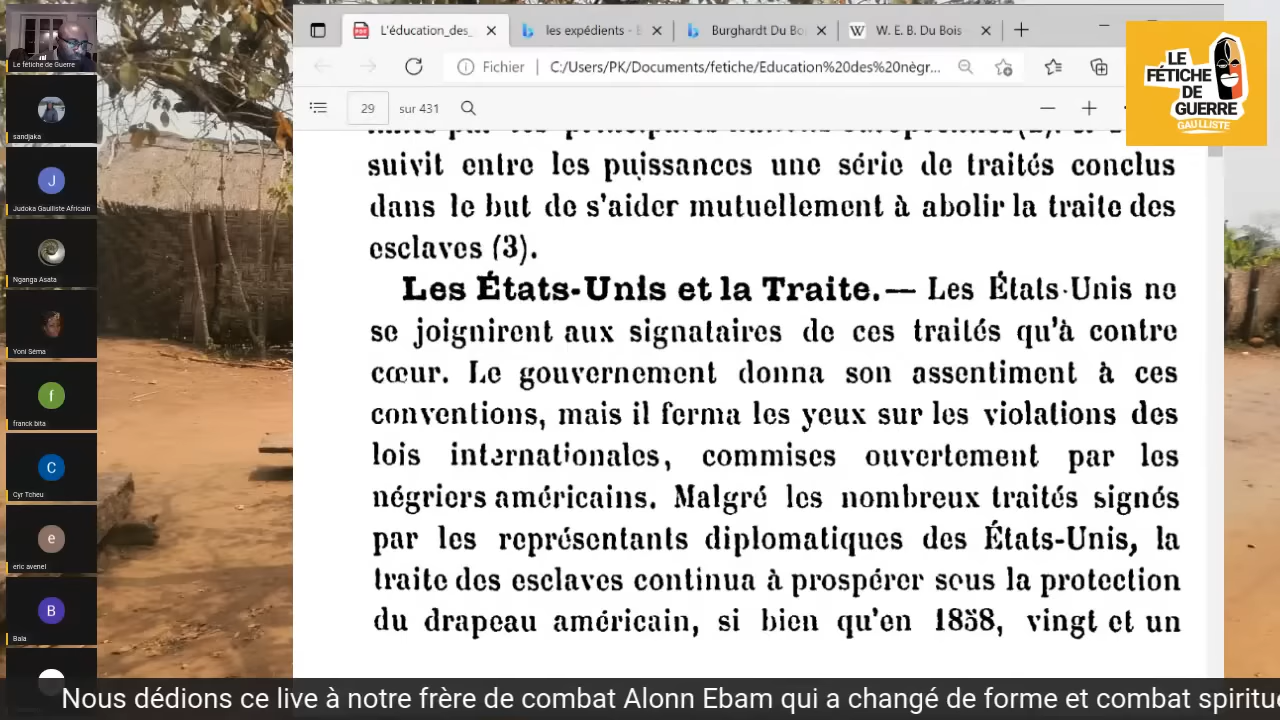 L'éducation_des_
les expédients - E
Burghardt Du Bo
W. E. B. Du Bois
Fichier
C:/Users/PK/Documents/fetiche/Education%20des%20nègr...
29
sur 431
suivit entre les puissances une série de traités conclus
dans le but de s'aider mutuellement à abolir la traite des
esclaves (3).
Les États-Unis et la Traite.— Les États-Unis ne
se joignirent aux signataires de ces traités qu'à contre
cœur. Le gouvernement donna son assentiment à ces
conventions, mais il ferma les yeux sur les violations des
lois internationales, commises ouvertement par les
négriers américains. Malgré les nombreux traités signés
par les représentants diplomatiques des États-Unis, la
traite des esclaves continua à prospérer sous la protection
du drapeau américain, si bien qu'en 1858, vingt et un
LE
FÉTICHE
DE
GUERRE
GAULLISTE
Le fétiche de Guerre
sandjaka
J
Judoka Gaulliste Africain
Nganga Asata
Yoni Séma
f
franck bita
C
Cyr Tcheu
e
eric avenel
B
Bala
Nous dédions ce live à notre frère de combat Alonn Ebam qui a changé de forme et combat spiritue